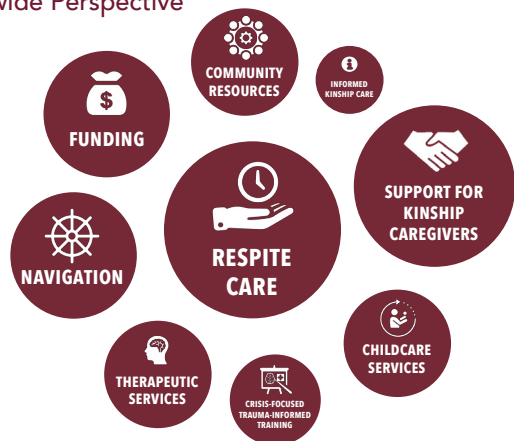 wide Perspective
COMMUNITY
RESOURCES
INFORMED
KINSHIP CARE
$
FUNDING
SUPPORT FOR
KINSHIP
CAREGIVERS
RESPITE
CARE
NAVIGATION
CHILDCARE
SERVICES
THERAPEUTIC
SERVICES
CRISIS-FOCUSED
TRAUMA-INFORMED
TRAINING